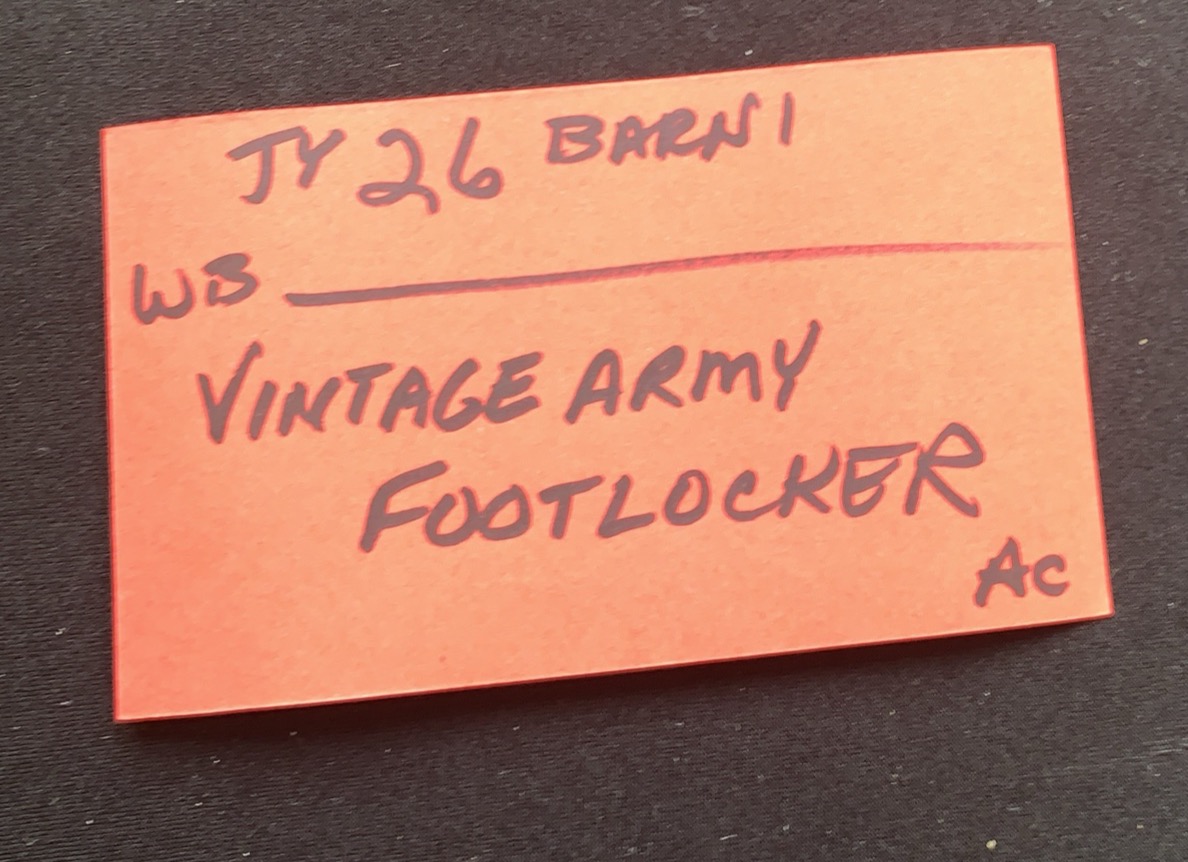 JY 26 BARN 1
WB
VINTAGE ARMY
FOOTLOCKER
AC